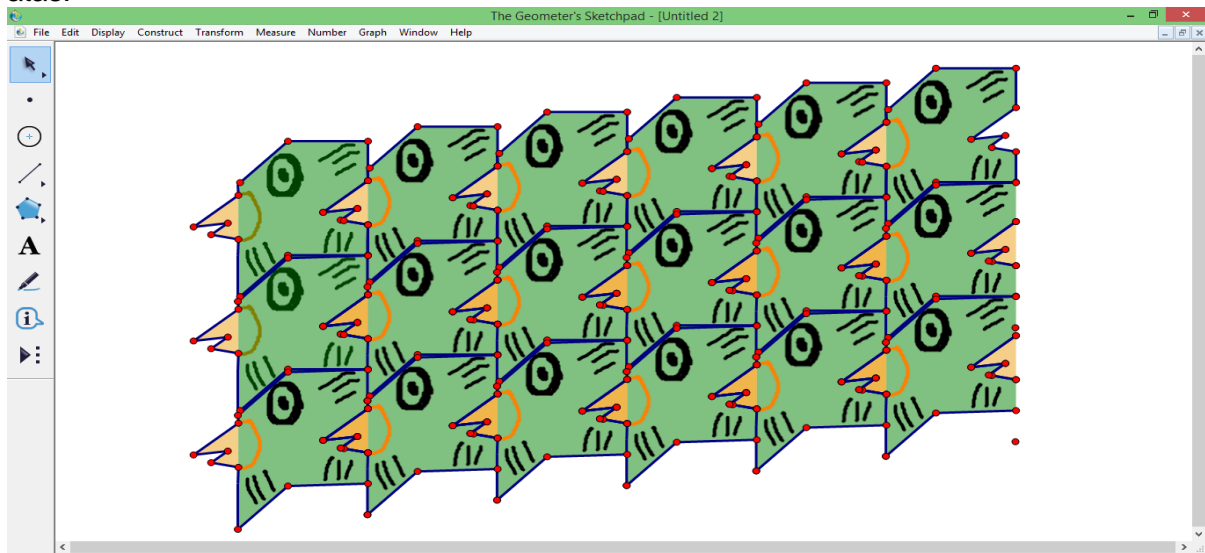 The Geometer's Sketchpad - [Untitled 2]
File Edit Display Construct Transform Measure Number Graph Window Help
A